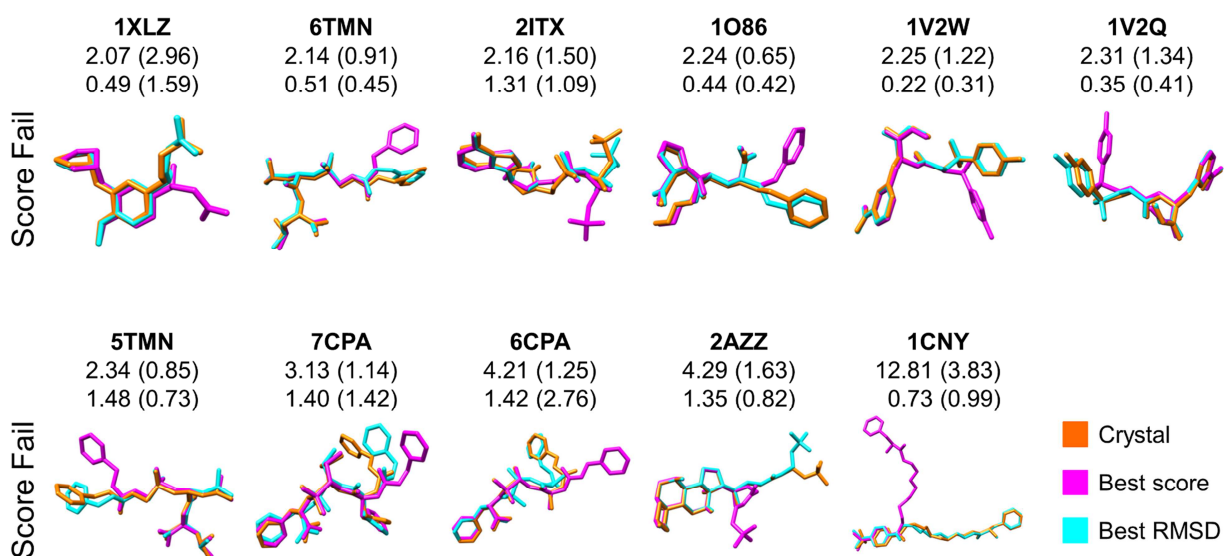 1XLZ 6TMN 2ITX 1O86 1V2W 1V2Q
2.07 (2.96) 2.14 (0.91) 2.16 (1.50) 2.24 (0.65) 2.25 (1.22) 2.31 (1.34)
0.49 (1.59) 0.51 (0.45) 1.31 (1.09) 0.44 (0.42) 0.22 (0.31) 0.35 (0.41)
Score Fail
5TMN 7CPA 6CPA 2AZZ 1CNY
2.34 (0.85) 3.13 (1.14) 4.21 (1.25) 4.29 (1.63) 12.81 (3.83)
1.48 (0.73) 1.40 (1.42) 1.42 (2.76) 1.35 (0.82) 0.73 (0.99)
Score Fail
Crystal
Best score
Best RMSD